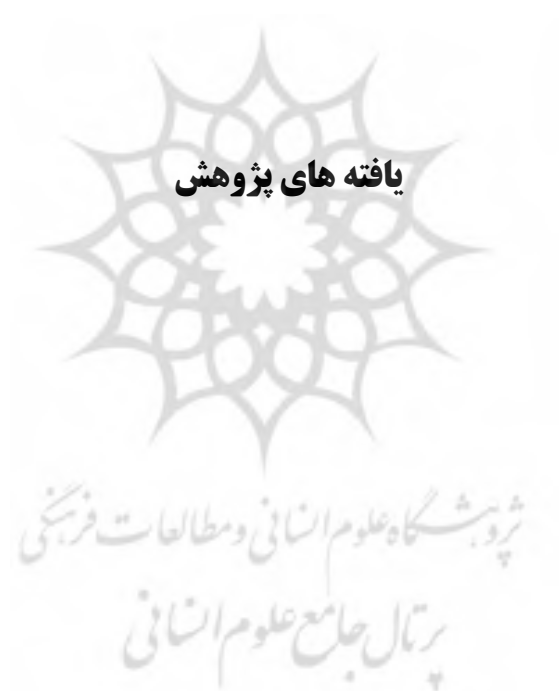 یافته های پژوهش
پژوهشگاه علوم انسانی و مطالعات فرهنگی
پرتال جامع علوم انسانی